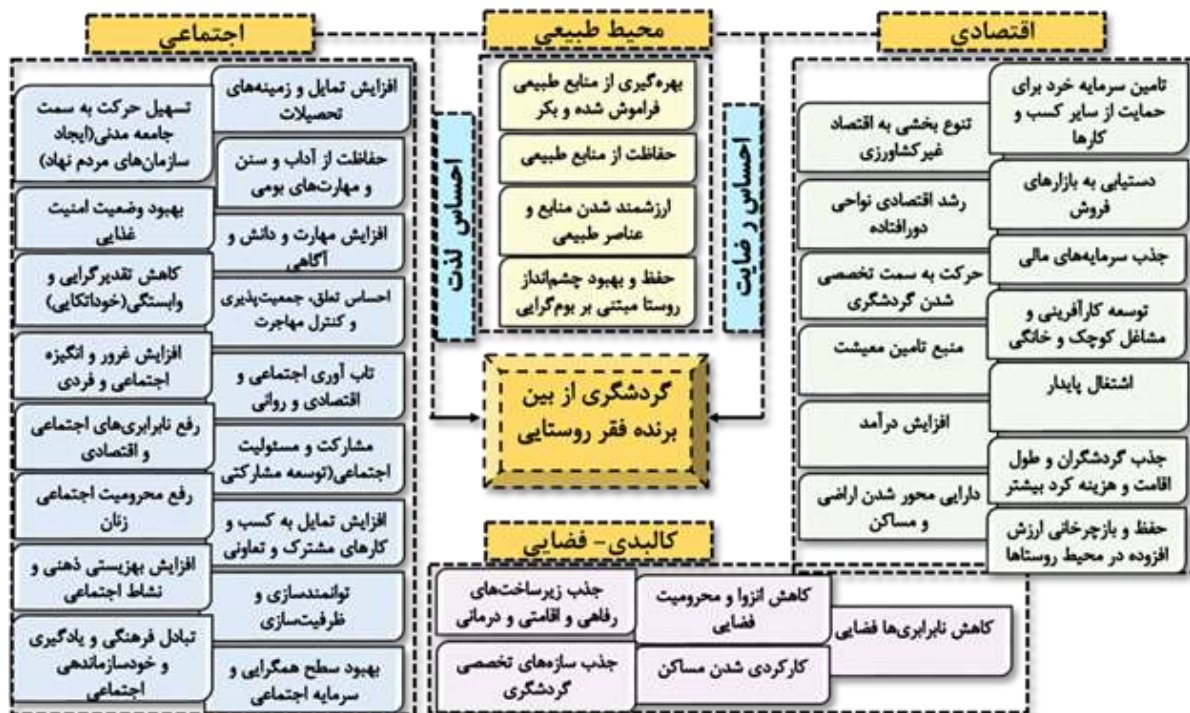 اقتصادی
تامین سرمایه خرد برای
حمایت از سایر کسب و
کارها
تنوع بخشی به اقتصاد
غیرکشاورزی
دستیابی به بازارهای
فروش
رشد اقتصادی نواحی
دورافتاده
جذب سرمایه‌های مالی
حرکت به سمت تخصصی
شدن گردشگری
توسعه کارآفرینی و
مشاغل کوچک و خانگی
منبع تامین معیشت
اشتغال پایدار
افزایش درآمد
جذب گردشگران و طول
اقامت و هزینه کرد بیشتر
دارایی محور شدن اراضی
و مساکن
حفظ و بازچرخانی ارزش
افزوده در محیط روستاها
احساس رضایت
محیط طبیعی
بهره‌گیری از منابع طبیعی
فراموش شده و بکر
حفاظت از منابع طبیعی
ارزشمند شدن منابع و
عناصر طبیعی
حفظ و بهبود چشم‌انداز
روستا مبتنی بر بوم‌گرایی
احساس لذت
گردشگری از بین
برنده فقر روستایی
اجتماعی
افزایش تمایل و زمینه‌های
تحصیلات
تسهیل حرکت به سمت
جامعه مدنی(ایجاد
سازمان‌های مردم نهاد)
حفاظت از آداب و سنن
و مهارت‌های بومی
بهبود وضعیت امنیت
غذایی
افزایش مهارت و دانش و
آگاهی
کاهش تقدیرگرایی و
وابستگی(خوداتکایی)
احساس تعلق، جمعیت‌پذیری
و کنترل مهاجرت
افزایش غرور و انگیزه
اجتماعی و فردی
تاب آوری اجتماعی و
اقتصادی و روانی
رفع نابرابری‌های اجتماعی
و اقتصادی
مشارکت و مسئولیت
اجتماعی(توسعه مشارکتی
رفع محرومیت اجتماعی
زنان
افزایش تمایل به کسب و
کارهای مشترک و تعاونی
افزایش بهزیستی ذهنی و
نشاط اجتماعی
توانمندسازی و
ظرفیت‌سازی
تبادل فرهنگی و یادگیری
و خودسازماندهی
اجتماعی
بهبود سطح همگرایی و
سرمایه اجتماعی
کالبدی- فضایی
کاهش نابرابری‌ها فضایی
کاهش انزوا و محرومیت
فضایی
کارکردی شدن مساکن
جذب زیرساخت‌های
رفاهی و اقامتی و درمانی
جذب سازه‌های تخصصی
گردشگری